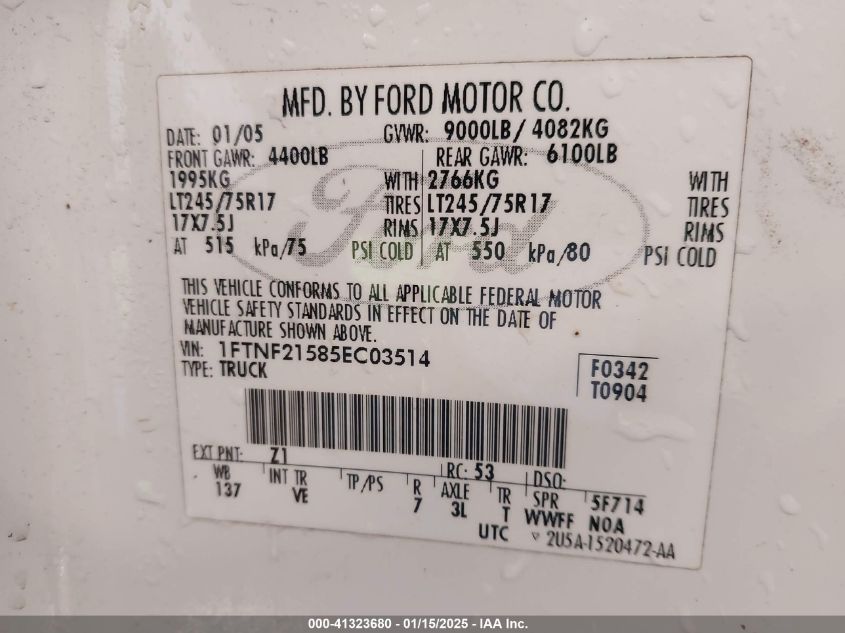 MFD. BY FORD MOTOR CO.
DATE: 01/05 GVWR: 9000LB/ 4082KG
FRONT GAWR: 4400LB REAR GAWR: 6100LB
1995KG WITH 2766KG WITH
LT245/75R17 TIRES LT245/75R17 TIRES
17X7.5J RIMS 17X7.5J RIMS
AT 515 kPa/75 PSI COLD AT 550 kPa/80 PSI COLD
Ford
THIS VEHICLE CONFORMS TO ALL APPLICABLE FEDERAL MOTOR
VEHICLE SAFETY STANDARDS IN EFFECT ON THE DATE OF
MANUFACTURE SHOWN ABOVE.
VIN: 1FTNF21585EC03514
TYPE: TRUCK
F0342
T0904
EXT PNT: Z1 RC: 53 DSO:
WB INT TR TP/PS R AXLE TR SPR 5F714
137 VE 7 3L T WWFF N0A
UTC ▽ 2U5A-1520472-AA
000-41323680 - 01/15/2025 - IAA Inc.